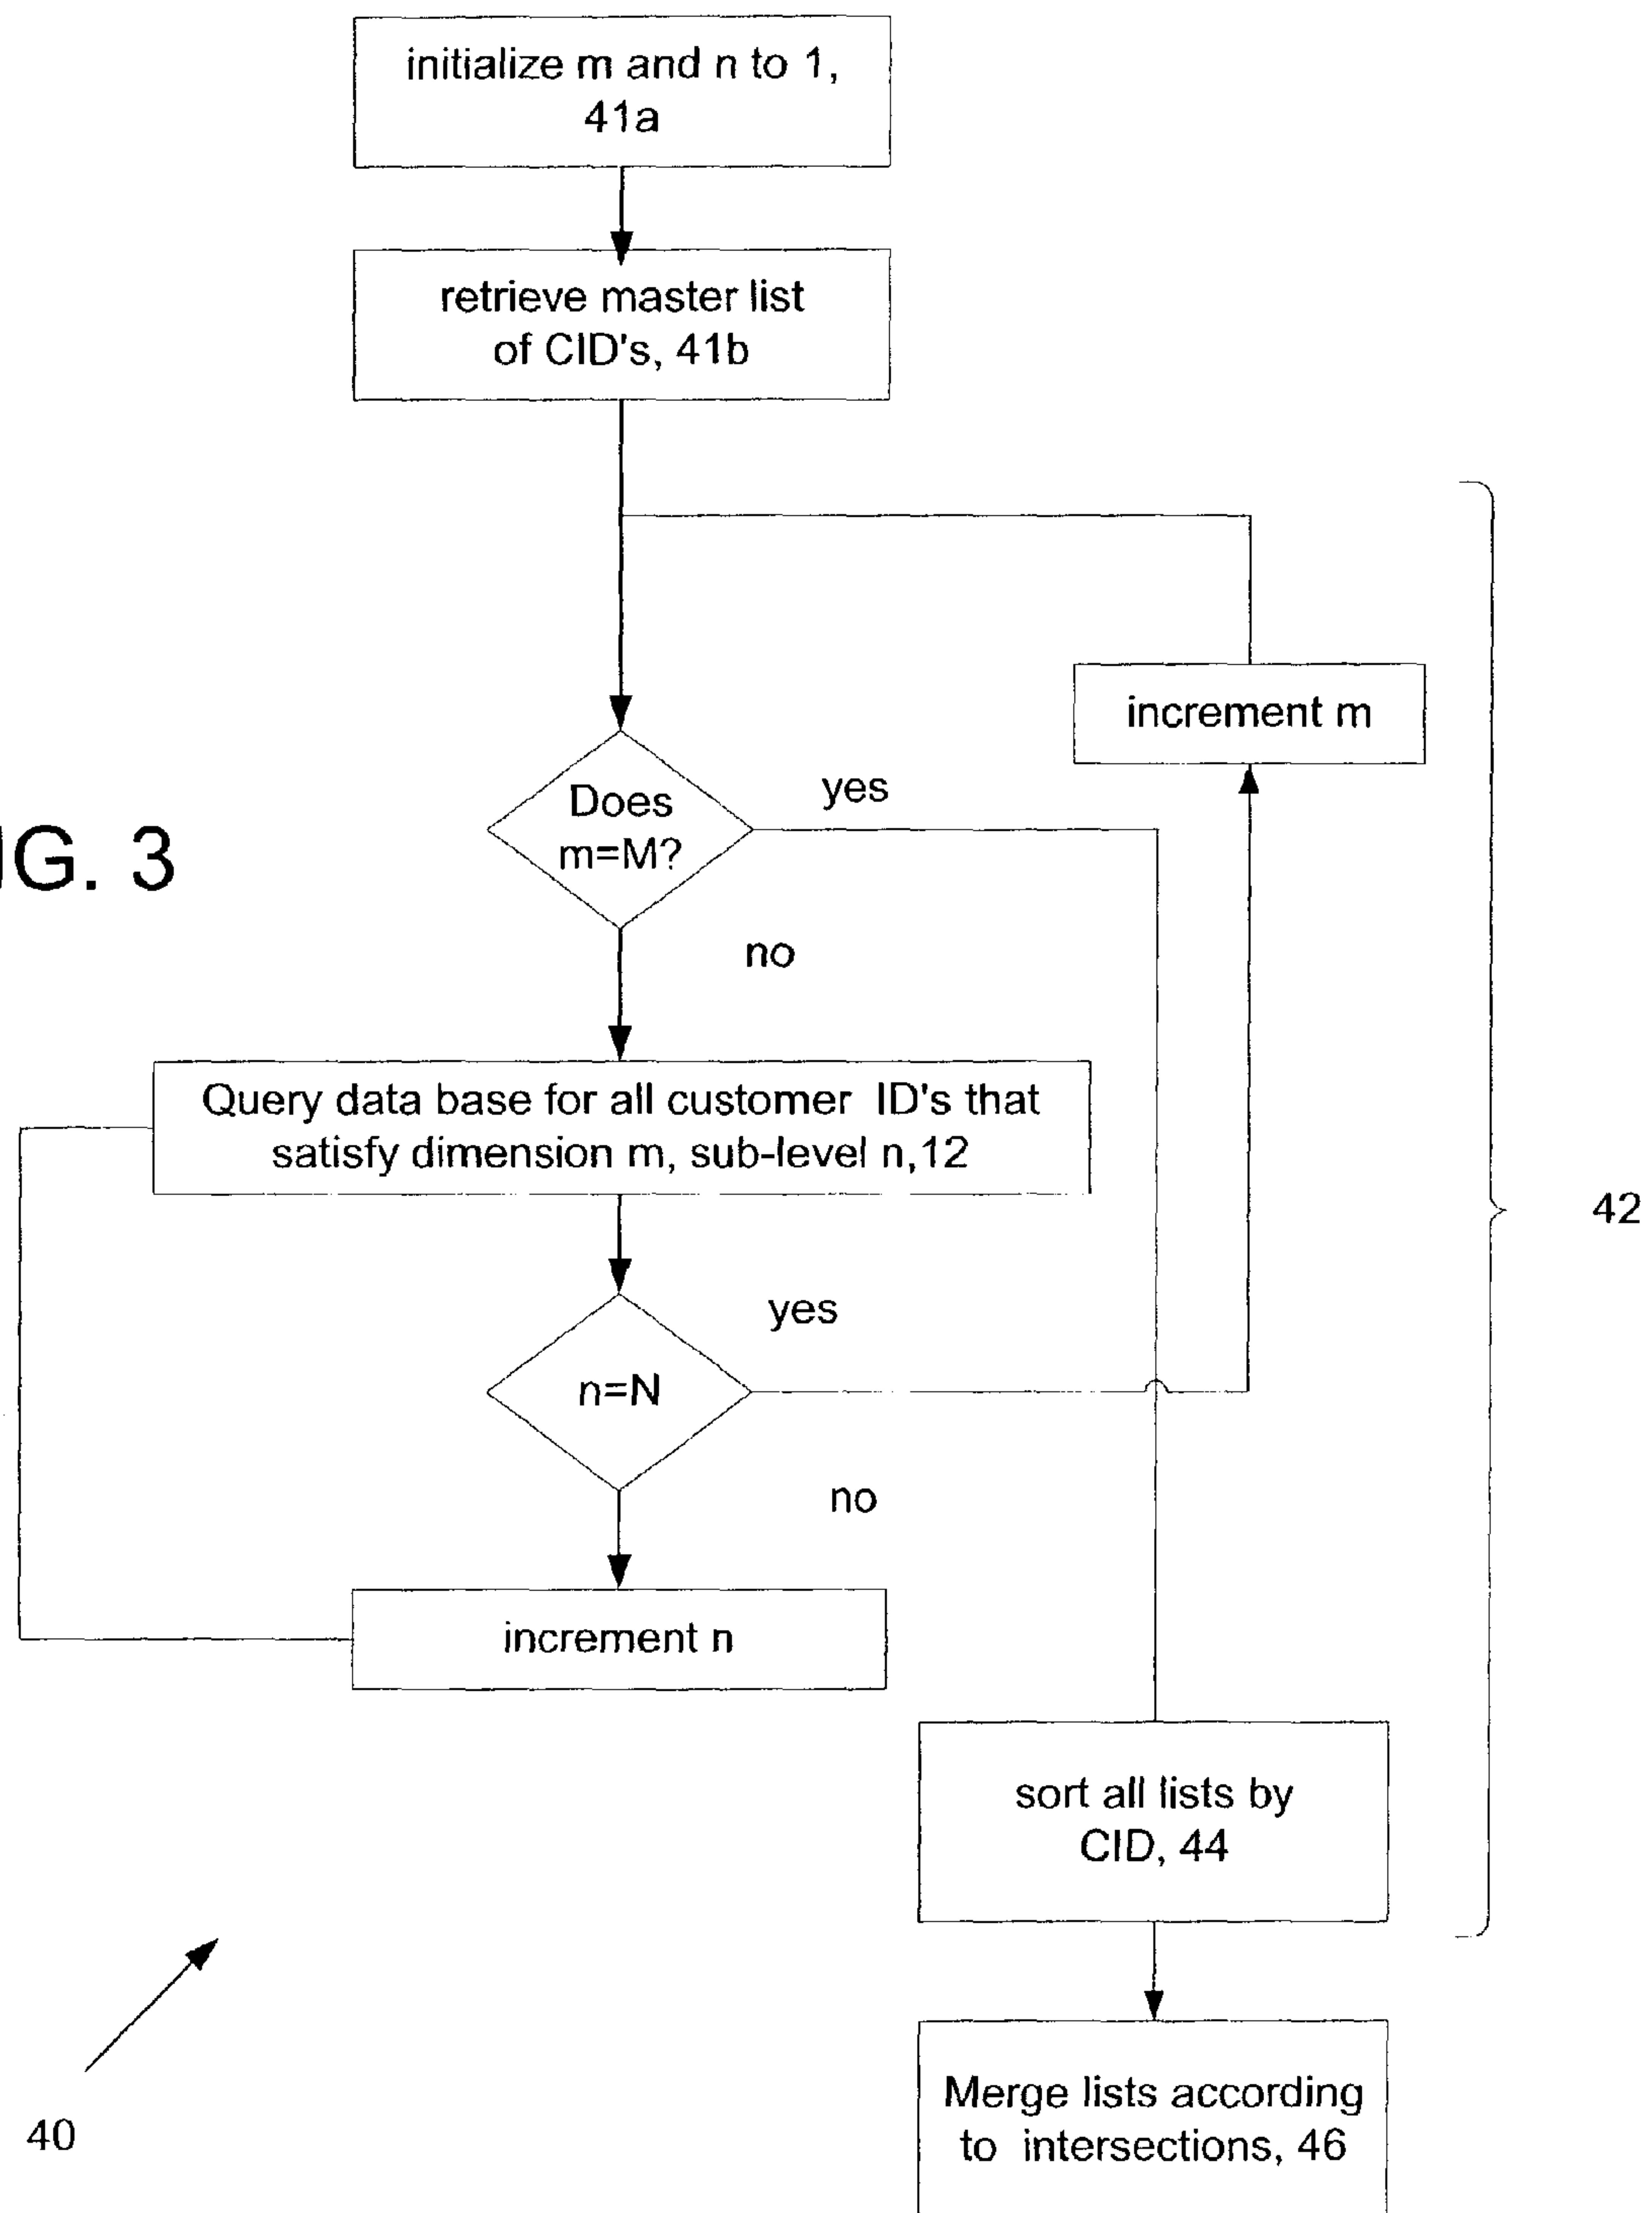 initialize m and n to 1,
41a
retrieve master list
of CID's, 41b
increment m
Does
m=M?
yes
no
IG. 3
Query data base for all customer ID's that
satisfy dimension m, sub-level n,12
42
yes
n=N
no
increment n
sort all lists by
CID, 44
Merge lists according
to intersections, 46
40